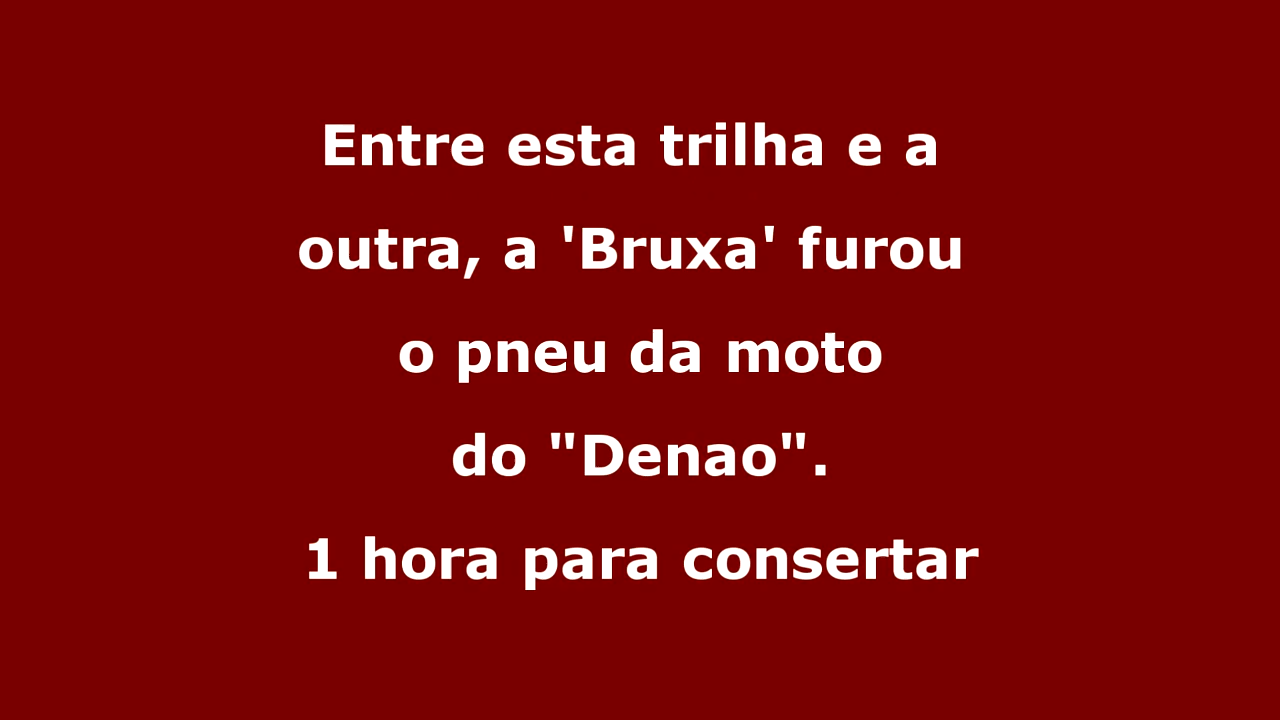 Entre esta trilha e a
outra, a 'Bruxa' furou
o pneu da moto
do "Denao".
1 hora para consertar